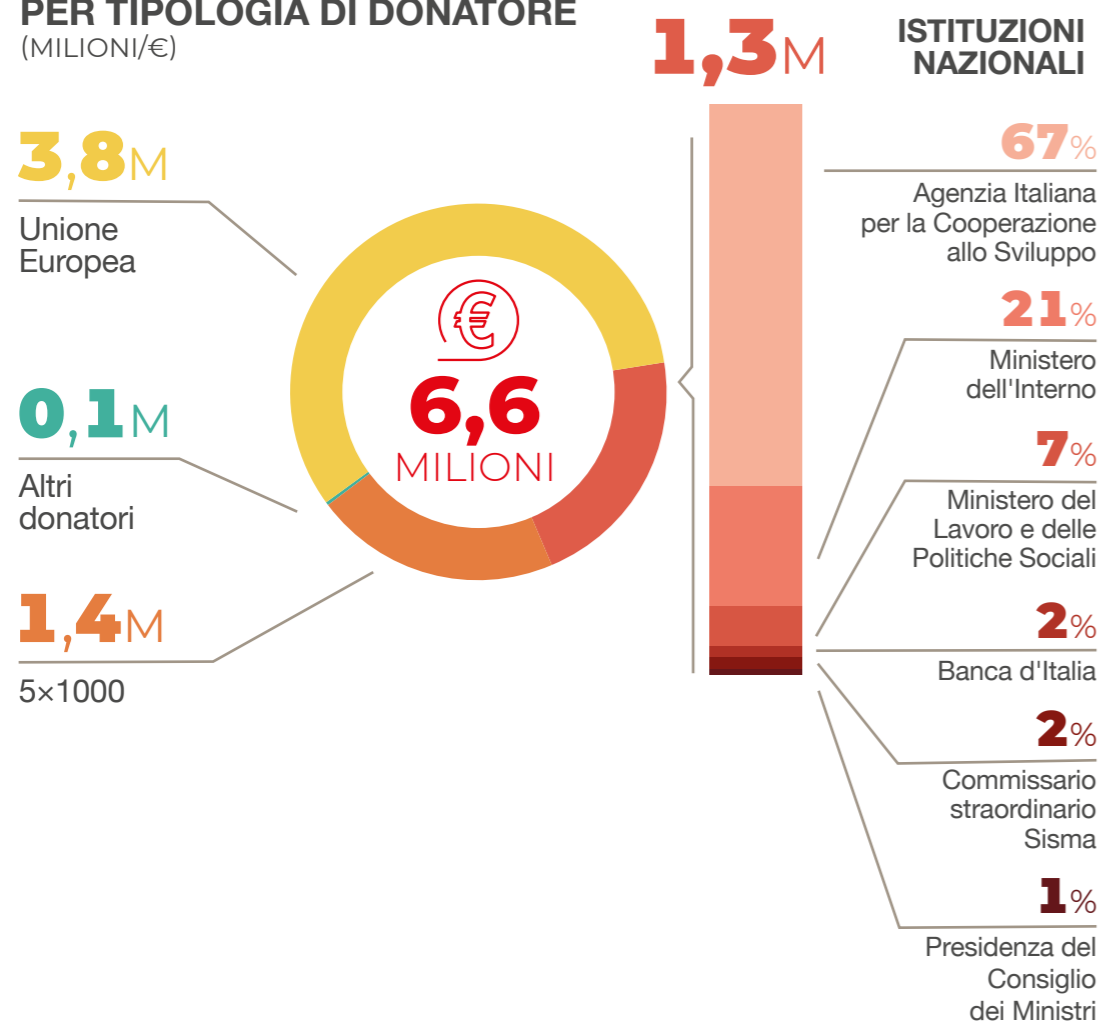 PER TIPOLOGIA DI DONATORE
(MILIONI/€)
3,8M
Unione
Europea
0,1M
Altri
donatori
1,4M
5×1000
€
6,6
MILIONI
1,3M
ISTITUZIONI
NAZIONALI
67%
Agenzia Italiana
per la Cooperazione
allo Sviluppo
21%
Ministero
dell'Interno
7%
Ministero del
Lavoro e delle
Politiche Sociali
2%
Banca d'Italia
2%
Commissario
straordinario
Sisma
1%
Presidenza del
Consiglio
dei Ministri